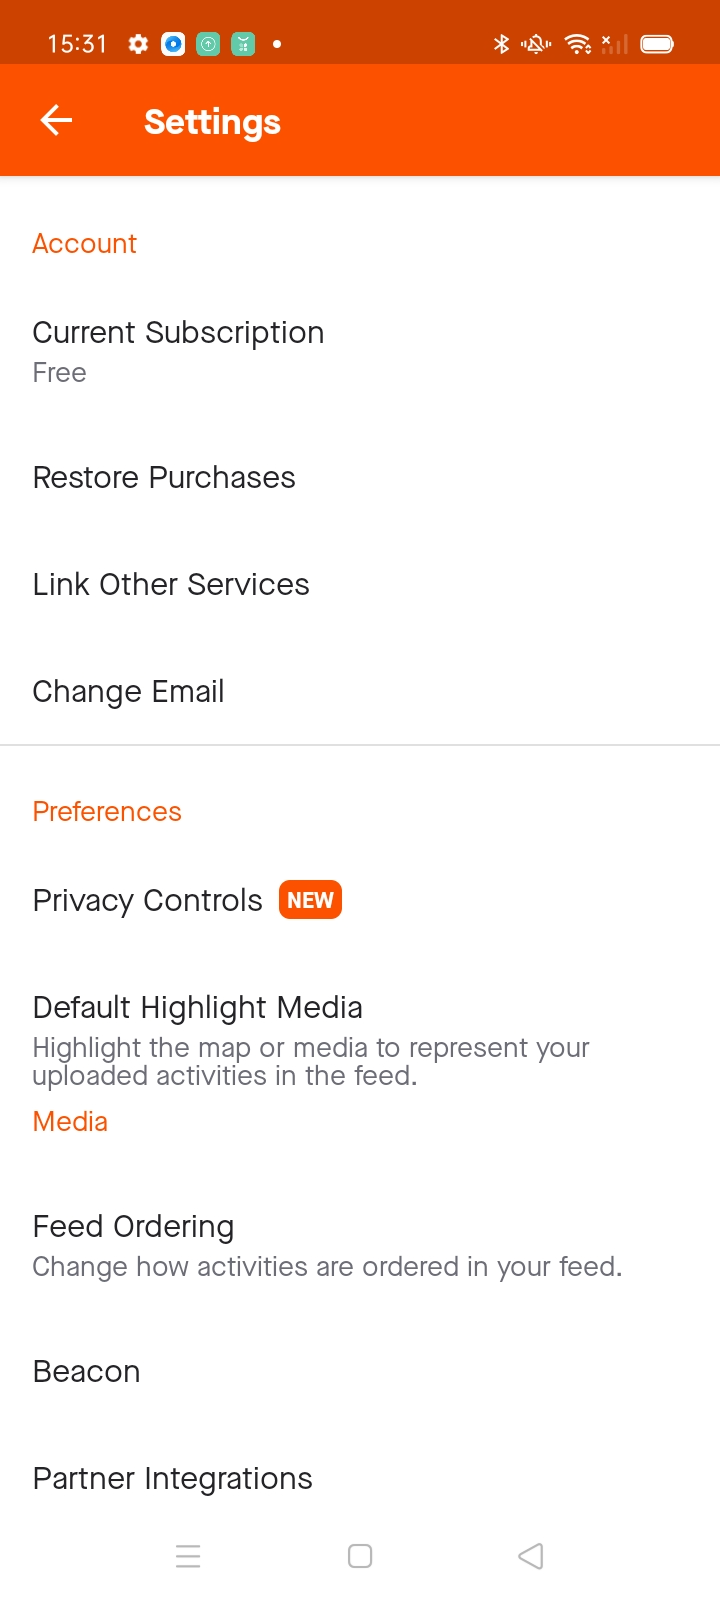 15:31
Settings
Account
Current Subscription
Free
Restore Purchases
Link Other Services
Change Email
Preferences
Privacy Controls NEW
Default Highlight Media
Highlight the map or media to represent your
uploaded activities in the feed.
Media
Feed Ordering
Change how activities are ordered in your feed.
Beacon
Partner Integrations